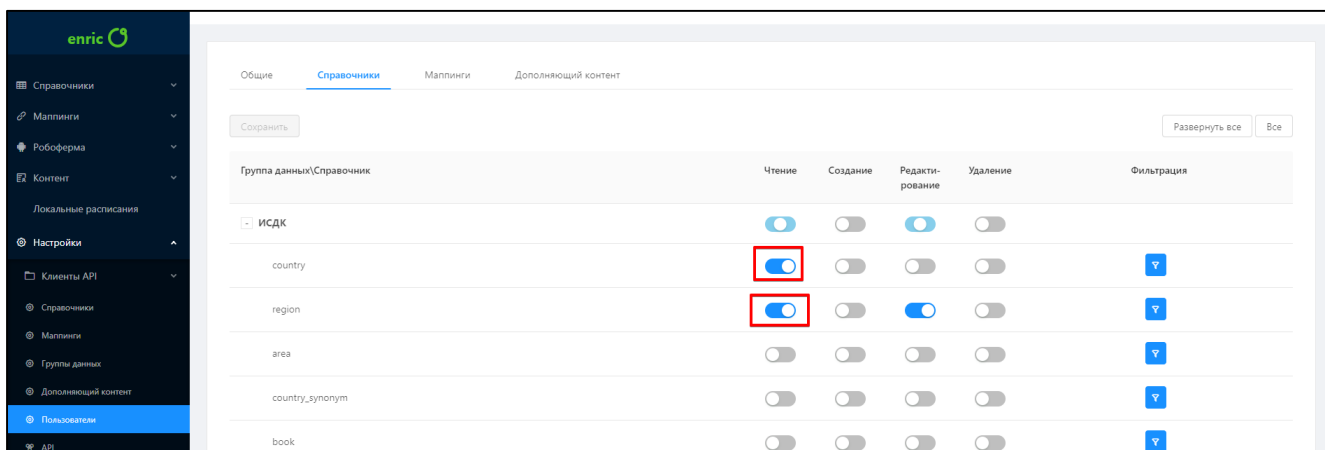 enric
Справочники
Маппинги
Робоферма
Контент
Локальные расписания
Настройки
Клиенты API
Справочники
Маппинги
Группы данных
Дополняющий контент
Пользователи
API
Общие Справочники Маппинги Дополняющий контент
Сохранить Развернуть все Все
Группа данных\Справочник Чтение Создание Редакти- Удаление Фильтрация
рование
- ИСДК
country
region
area
country_synonym
book